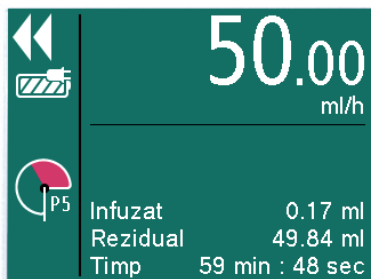 50.00
ml/h
P5
Infuzat 0.17 ml
Rezidual 49.84 ml
Timp 59 min : 48 sec